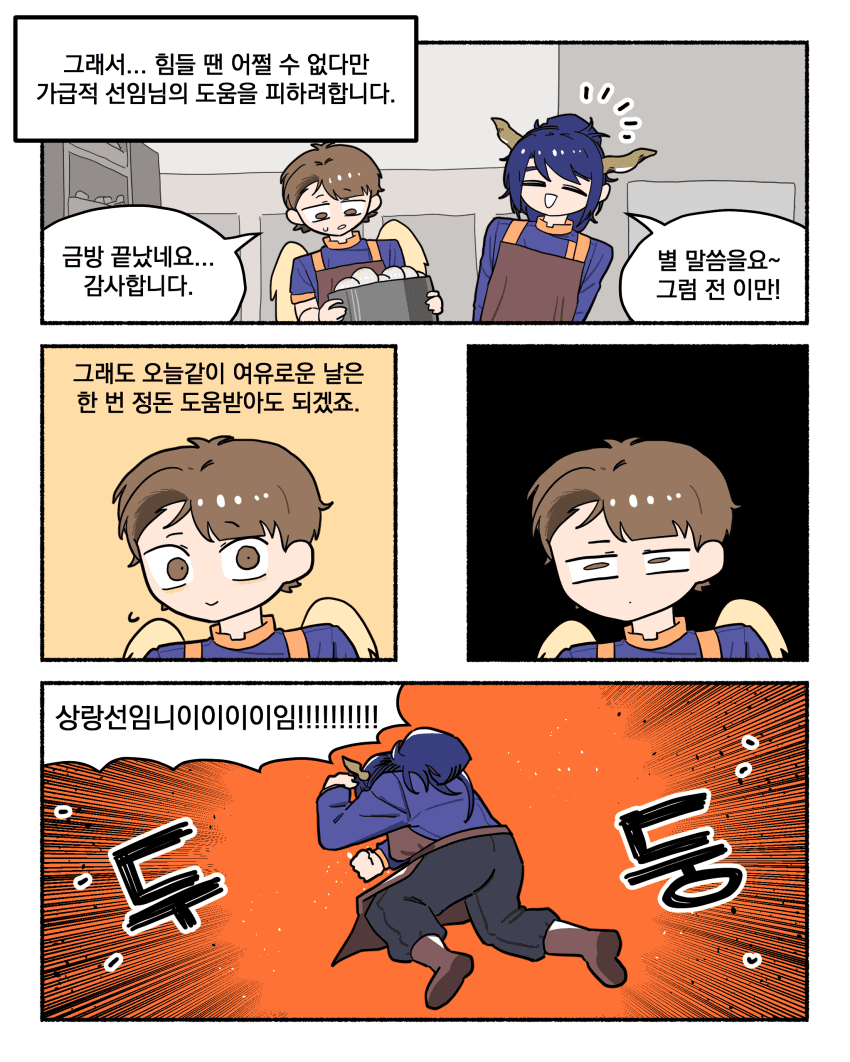 그래서... 힘들 땐 어쩔 수 없다만
가급적 선임님의 도움을 피하려합니다.
금방 끝났네요...
감사합니다.
별 말씀을요~
그럼 전 이만!
그래도 오늘같이 여유로운 날은
한 번 정돈 도움받아도 되겠죠.
상랑선임니이이이이임!!!!!!!!!!
두
둥